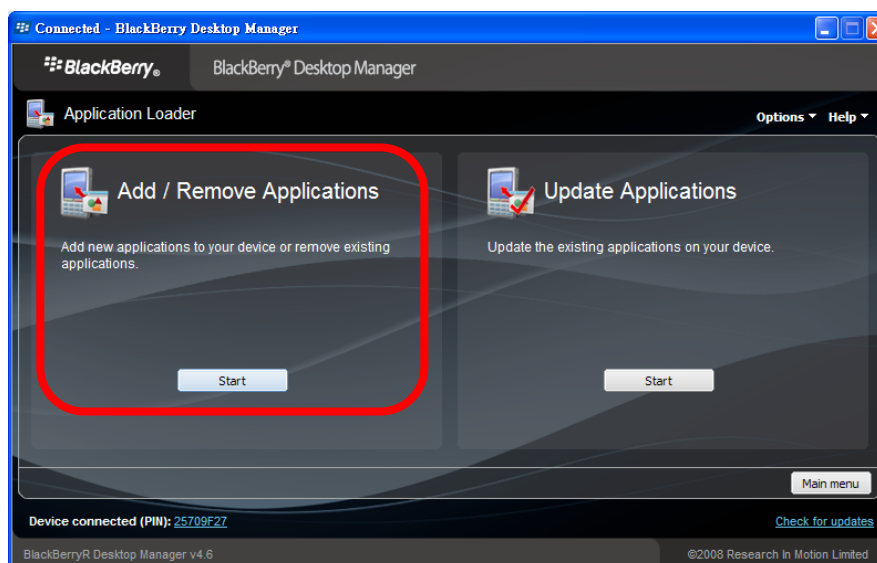 Connected - BlackBerry Desktop Manager
BlackBerry® BlackBerry® Desktop Manager
Application Loader
Options Help
Add / Remove Applications
Add new applications to your device or remove existing
applications.
Start
Update Applications
Update the existing applications on your device.
Start
Main menu
Device connected (PIN): 25709F27
Check for updates
BlackBerryR Desktop Manager v4.6
©2008 Research In Motion Limited